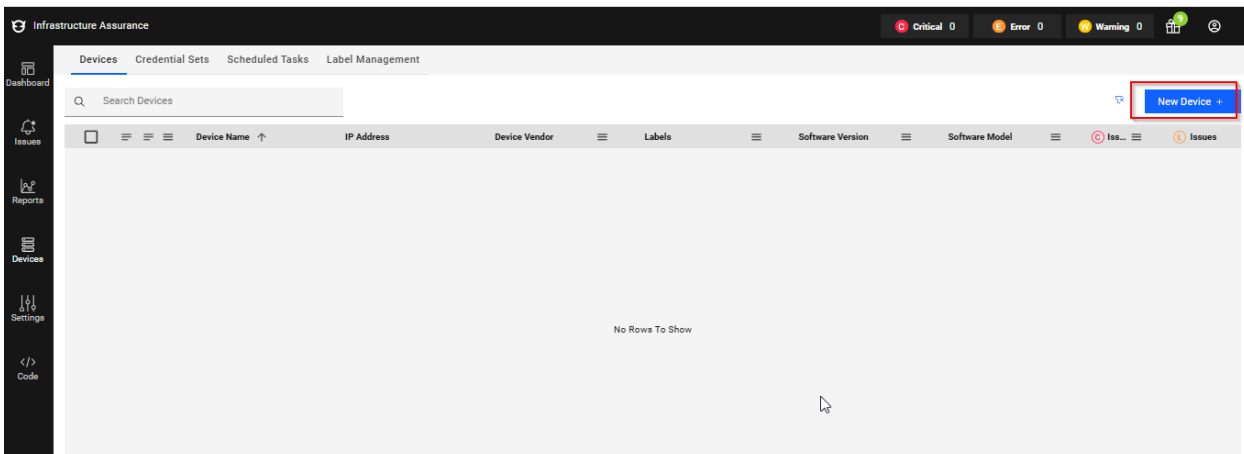 Infrastructure Assurance
C Critical 0
E Error 0
W Warning 0
9
Dashboard
Issues
Reports
Devices
Settings
</>
Code
Devices Credential Sets Scheduled Tasks Label Management
Search Devices
New Device +
Device Name IP Address Device Vendor Labels Software Version Software Model C Iss... E Issues
No Rows To Show